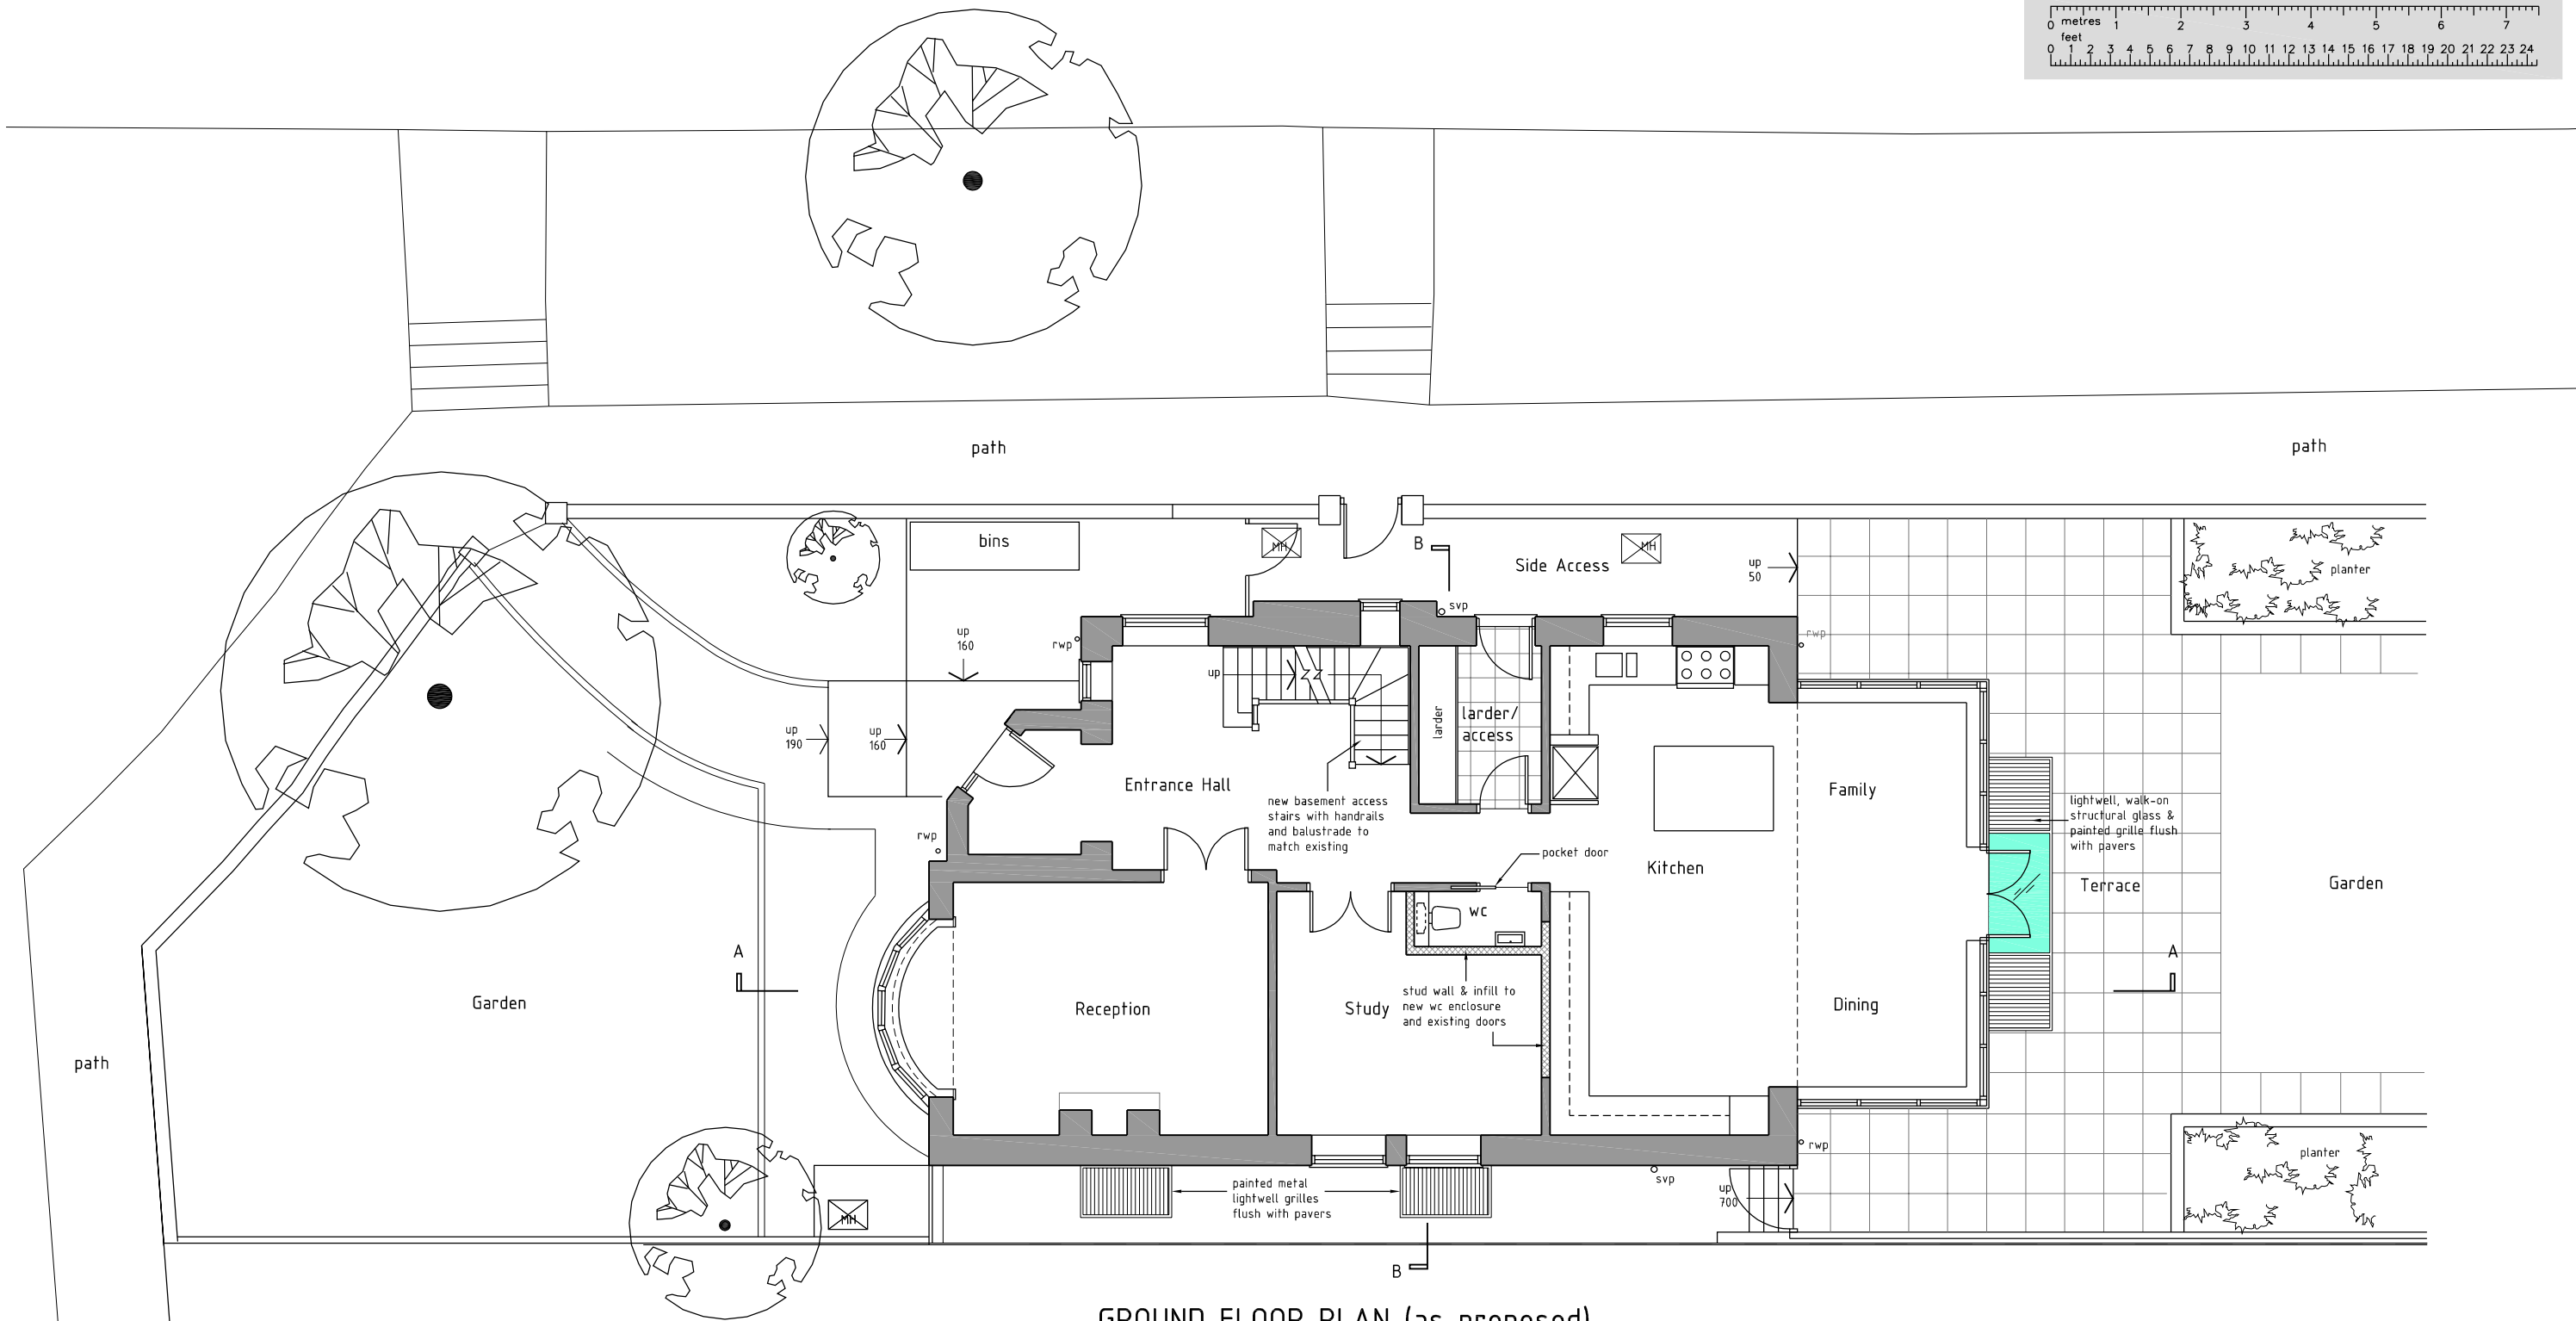 0 metres 1 2 3 4 5 6 7
feet
0 1 2 3 4 5 6 7 8 9 10 11 12 13 14 15 16 17 18 19 20 21 22 23 24
path
path
bins
MH
B
Side Access
MH
up
50
planter
svp
rwp
rwp
up
160
up
larder
larder/
access
up
190
up
160
Entrance Hall
new basement access
stairs with handrails
and balustrade to
match existing
Family
lightwell, walk-on
structural glass &
painted grille flush
with pavers
rwp
pocket door
Kitchen
Terrace
Garden
wc
A
A
Garden
Reception
Study
stud wall & infill to
new wc enclosure
and existing doors
Dining
path
rwp
planter
svp
painted metal
lightwell grilles
flush with pavers
up
700
MH
B
GROUND FLOOR PLAN (as proposed)